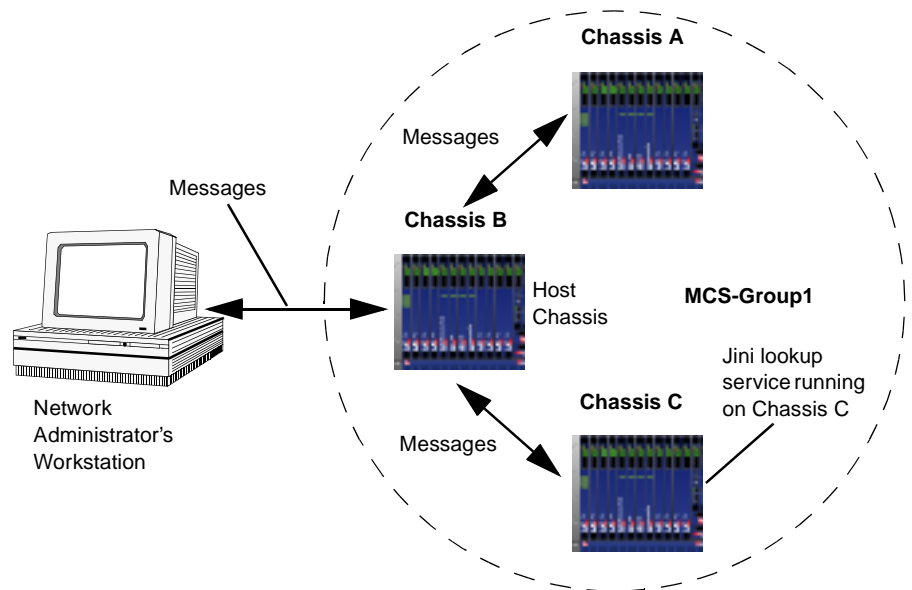 Chassis A
Messages
Messages
Chassis B
Host
Chassis
MCS-Group1
Jini lookup
service running
on Chassis C
Chassis C
Messages
Network
Administrator's
Workstation